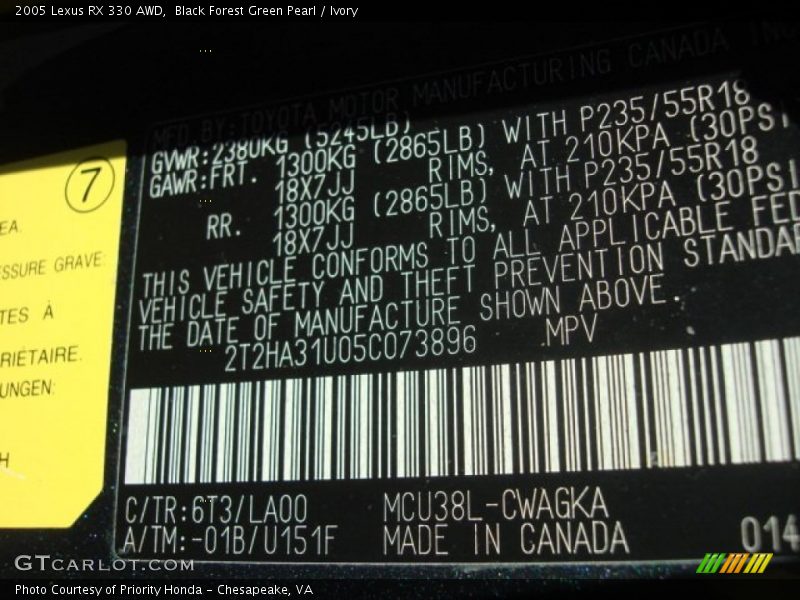 2005 Lexus RX 330 AWD,  Black Forest Green Pearl / Ivory
MFD BY:TOYOTA MOTOR MANUFACTURING CANADA INC
GVWR:2380KG (5245LB)
GAWR:FRT. 1300KG (2865LB) WITH P235/55R18
18X7JJ RIMS, AT 210KPA (30PSI
RR. 1300KG (2865LB) WITH P235/55R18
18X7JJ RIMS, AT 210KPA (30PSI
THIS VEHICLE CONFORMS TO ALL APPLICABLE FED
VEHICLE SAFETY AND THEFT PREVENTION STANDAR
THE DATE OF MANUFACTURE SHOWN ABOVE.
2T2HA31U05C073896 MPV
C/TR:6T3/LA00 MCU38L-CWAGKA
A/TM:-01B/U151F MADE IN CANADA 014
7
EA.
ESSURE GRAVE:
TES À
RIÉTAIRE.
UNGEN:
H
GTcarlot.com
Photo Courtesy of Priority Honda - Chesapeake, VA